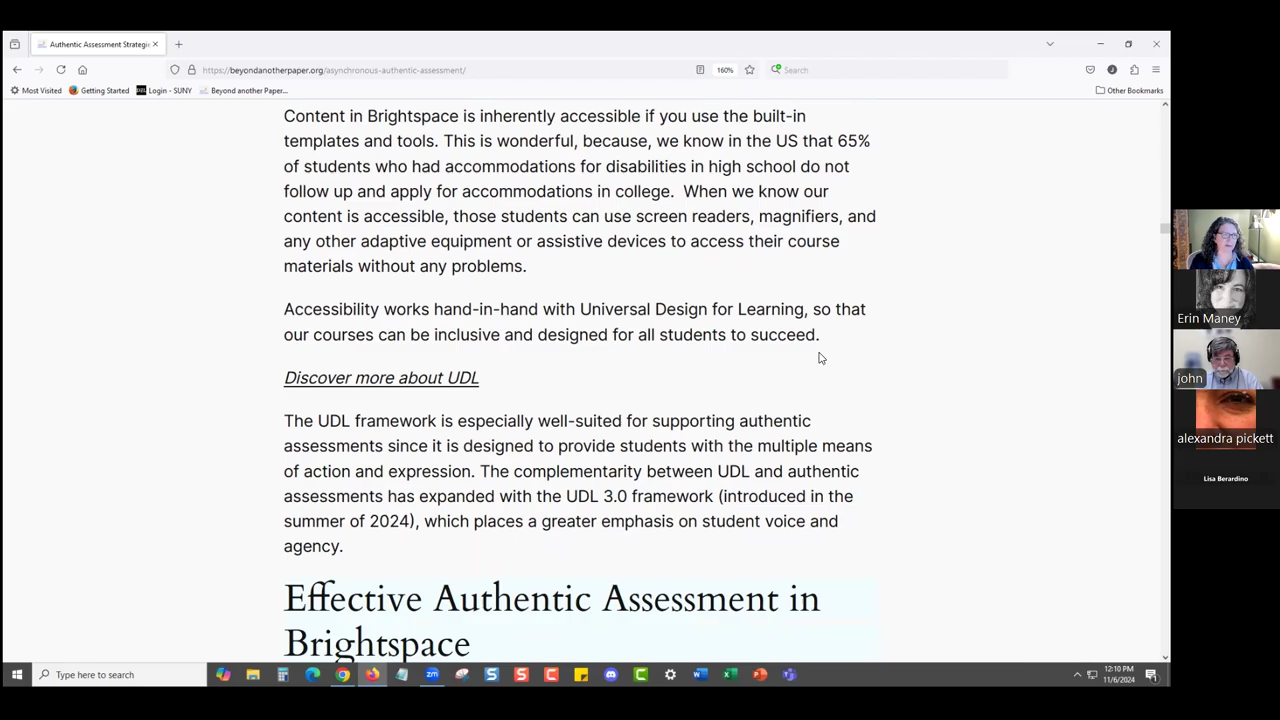 Authentic Assessment Strategie
https://beyondanotherpaper.org/asynchronous-authentic-assessment/
160%
Search
Most Visited
Getting Started
Login - SUNY
Beyond another Paper...
Other Bookmarks
Content in Brightspace is inherently accessible if you use the built-in
templates and tools. This is wonderful, because, we know in the US that 65%
of students who had accommodations for disabilities in high school do not
follow up and apply for accommodations in college. When we know our
content is accessible, those students can use screen readers, magnifiers, and
any other adaptive equipment or assistive devices to access their course
materials without any problems.
Accessibility works hand-in-hand with Universal Design for Learning, so that
our courses can be inclusive and designed for all students to succeed.
Discover more about UDL
The UDL framework is especially well-suited for supporting authentic
assessments since it is designed to provide students with the multiple means
of action and expression. The complementarity between UDL and authentic
assessments has expanded with the UDL 3.0 framework (introduced in the
summer of 2024), which places a greater emphasis on student voice and
agency.
Effective Authentic Assessment in
Brightspace
Erin Maney
john
alexandra pickett
Lisa Berardino
Type here to search
12:10 PM
11/6/2024